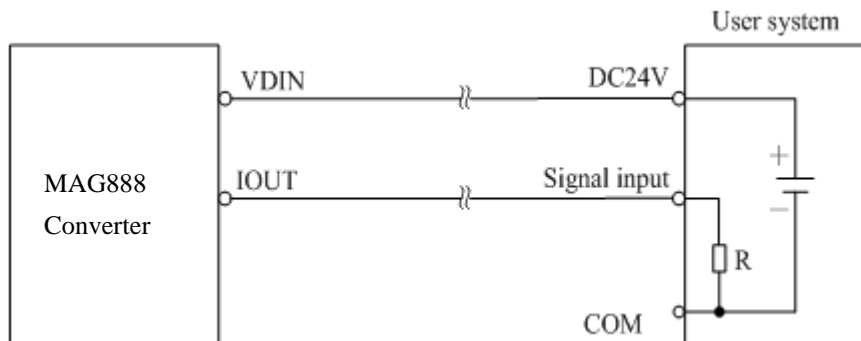 User system
VDIN
DC24V
MAG888
Converter
IOUT
Signal input
+
−
R
COM